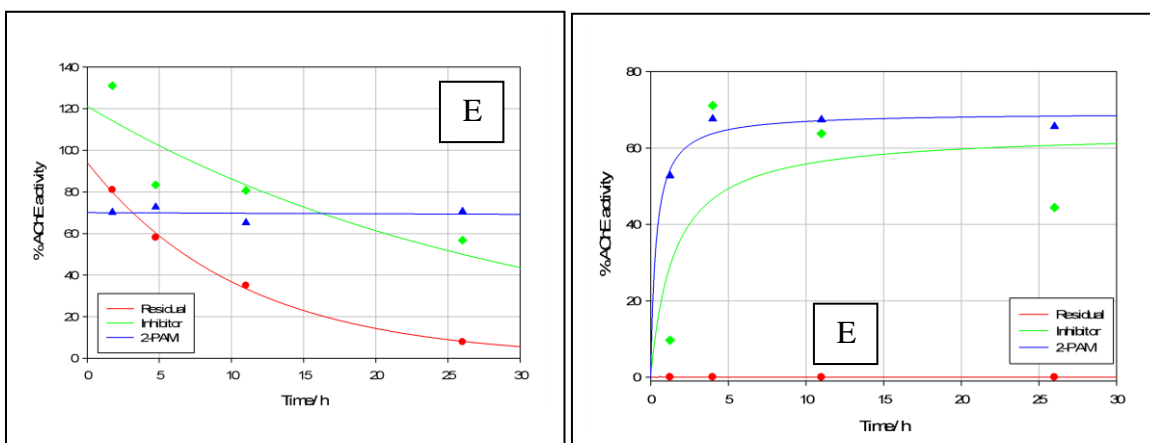 140
120
100
80
60
40
20
0
% AChE activity
E
Residual
Inhibitor
2-PAM
0 5 10 15 20 25 30
Time/ h
80
60
40
20
0
% AChE activity
E
Residual
Inhibitor
2-PAM
0 5 10 15 20 25 30
Time/ h